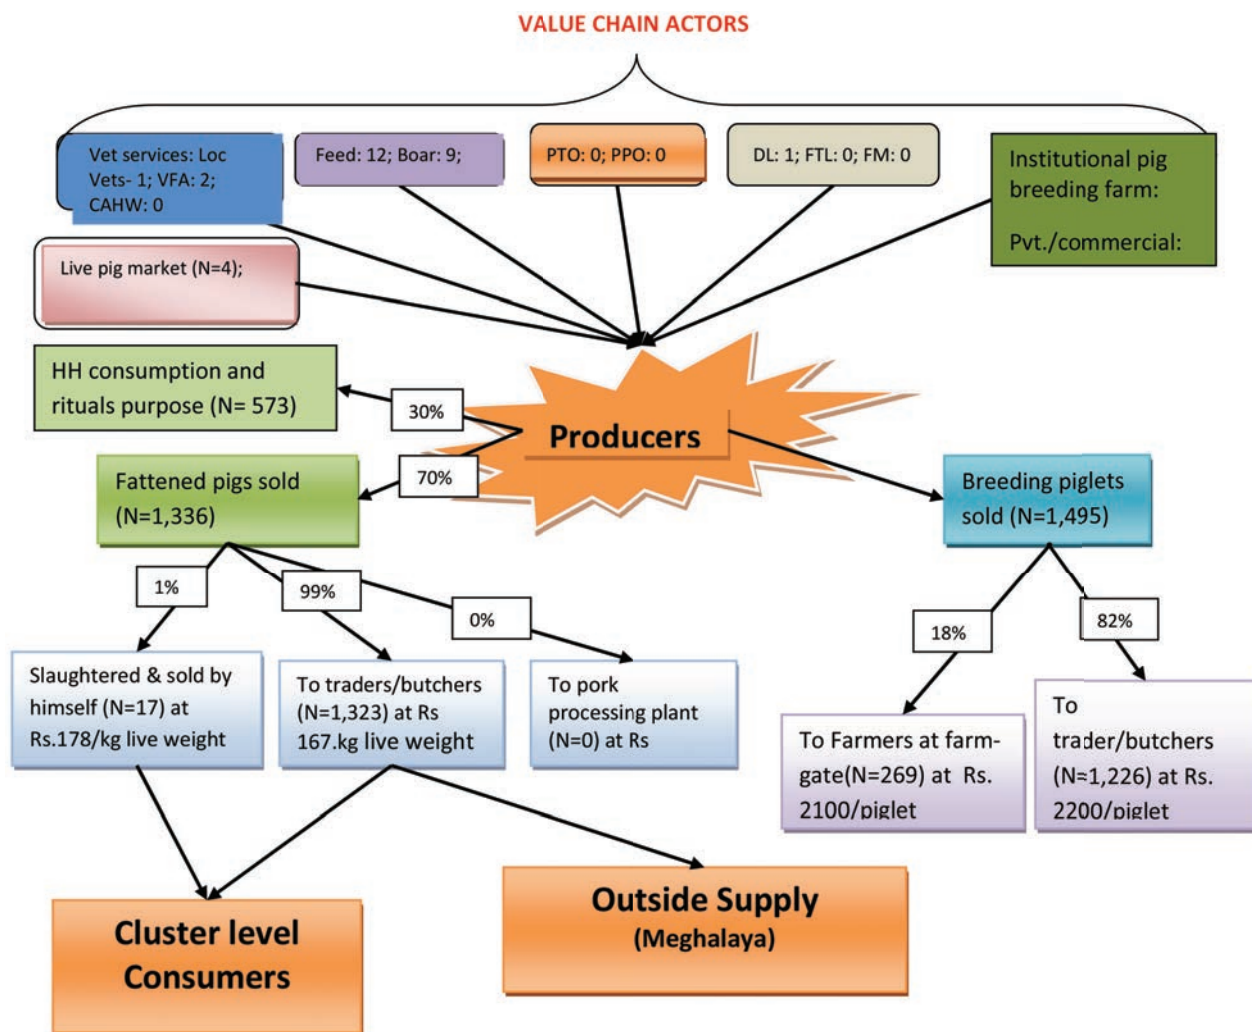 VALUE CHAIN ACTORS
Vet services: Loc
Vets- 1; VFA: 2;
CAHW: 0
Feed: 12; Boar: 9;
PTO: 0; PPO: 0
DL: 1; FTL: 0; FM: 0
Institutional pig
breeding farm:
Pvt./commercial:
Live pig market (N=4);
HH consumption and
rituals purpose (N= 573)
30%
Producers
70%
Fattened pigs sold
(N=1,336)
Breeding piglets
sold (N=1,495)
1%
99%
0%
18%
82%
Slaughtered & sold by
himself (N=17) at
Rs.178/kg live weight
To traders/butchers
(N=1,323) at Rs
167.kg live weight
To pork
processing plant
(N=0) at Rs
To Farmers at farm-
gate(N=269) at Rs.
2100/piglet
To
trader/butchers
(N=1,226) at Rs.
2200/piglet
Cluster level
Consumers
Outside Supply
(Meghalaya)